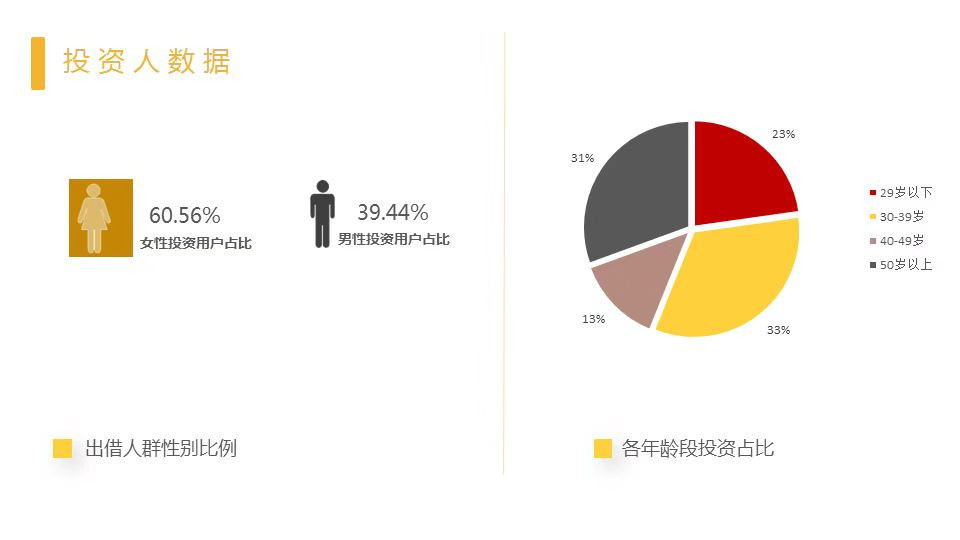 投资人数据
60.56%
女性投资用户占比
39.44%
男性投资用户占比
出借人群性别比例
23%
31%
13%
33%
29岁以下
30-39岁
40-49岁
50岁以上
各年龄段投资占比